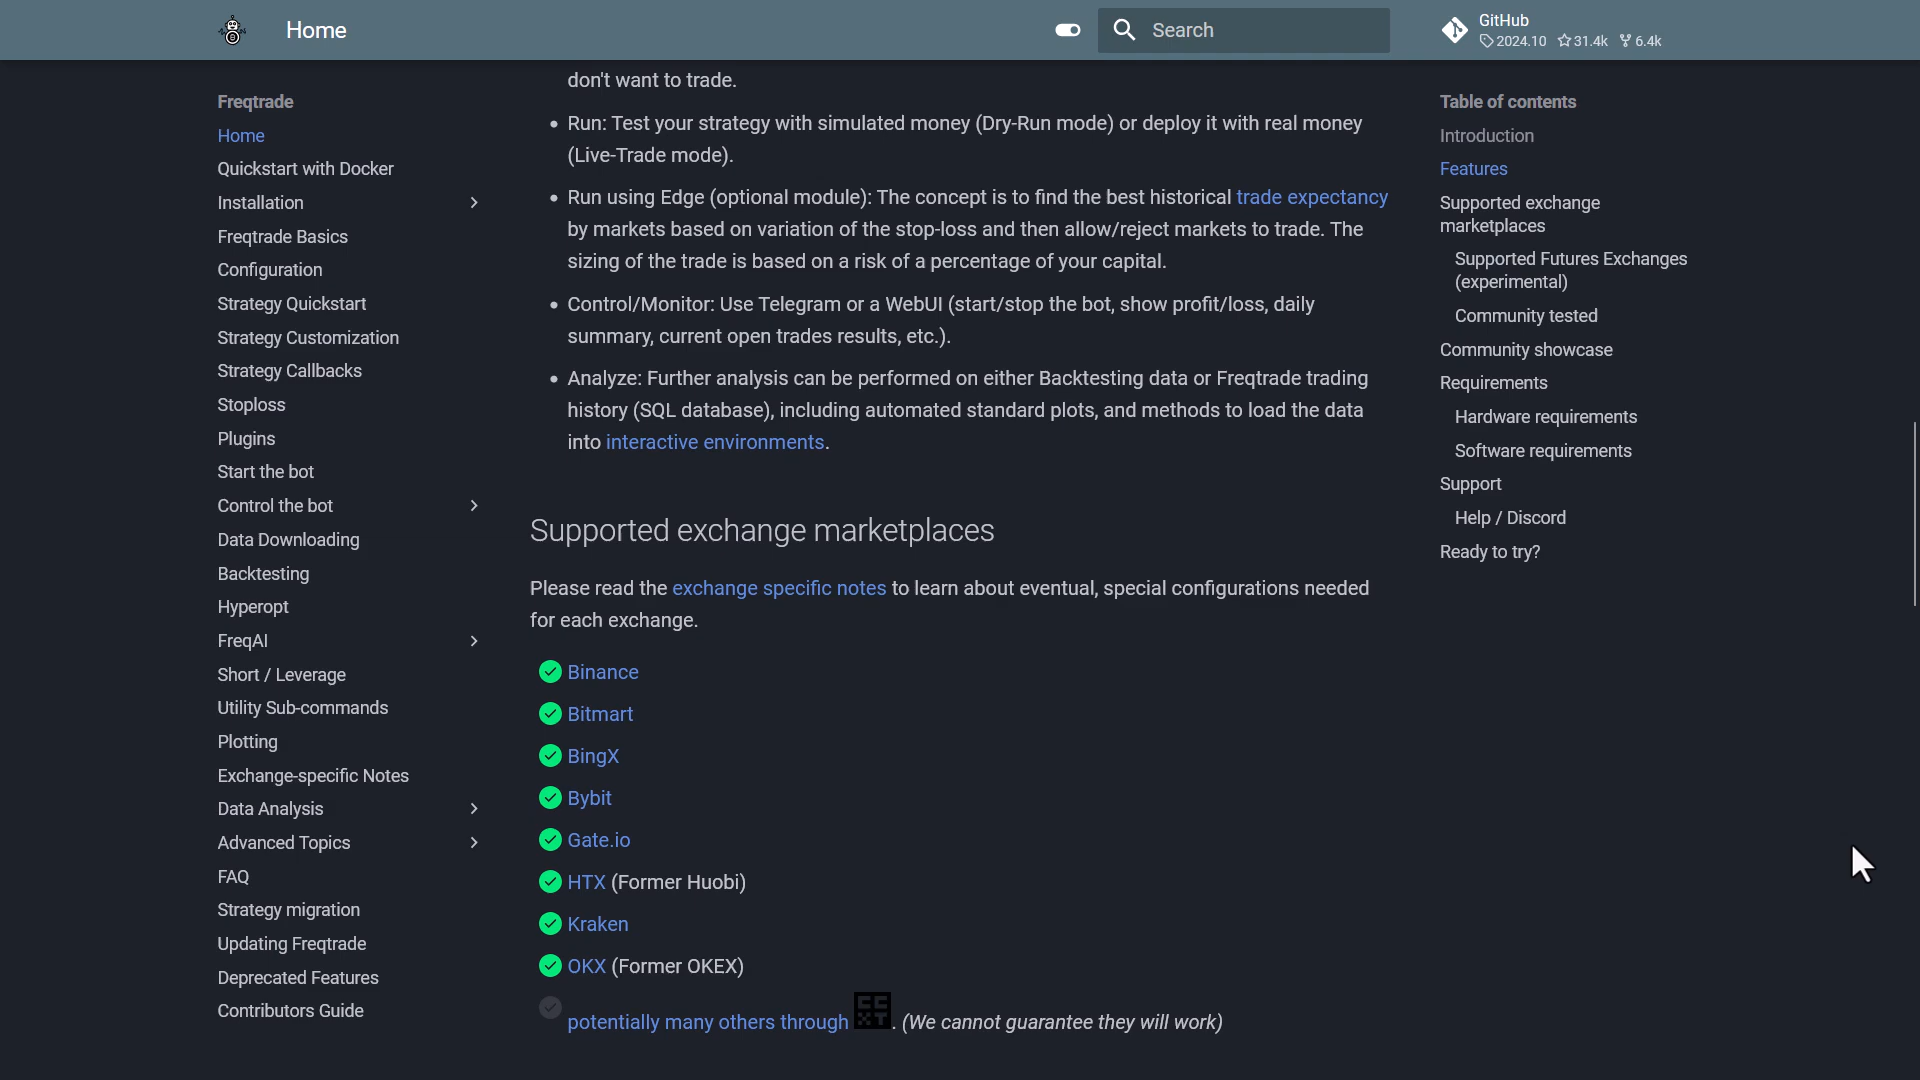 Home
Search
GitHub
2024.10 31.4k 6.4k
Freqtrade
Home
Quickstart with Docker
Installation
Freqtrade Basics
Configuration
Strategy Quickstart
Strategy Customization
Strategy Callbacks
Stoploss
Plugins
Start the bot
Control the bot
Data Downloading
Backtesting
Hyperopt
FreqAI
Short / Leverage
Utility Sub-commands
Plotting
Exchange-specific Notes
Data Analysis
Advanced Topics
FAQ
Strategy migration
Updating Freqtrade
Deprecated Features
Contributors Guide
don't want to trade.
Run: Test your strategy with simulated money (Dry-Run mode) or deploy it with real money
(Live-Trade mode).
Run using Edge (optional module): The concept is to find the best historical trade expectancy
by markets based on variation of the stop-loss and then allow/reject markets to trade. The
sizing of the trade is based on a risk of a percentage of your capital.
Control/Monitor: Use Telegram or a WebUI (start/stop the bot, show profit/loss, daily
summary, current open trades results, etc.).
Analyze: Further analysis can be performed on either Backtesting data or Freqtrade trading
history (SQL database), including automated standard plots, and methods to load the data
into interactive environments.
Supported exchange marketplaces
Please read the exchange specific notes to learn about eventual, special configurations needed
for each exchange.
Binance
Bitmart
BingX
Bybit
Gate.io
HTX (Former Huobi)
Kraken
OKX (Former OKEX)
potentially many others through CCXT. (We cannot guarantee they will work)
Table of contents
Introduction
Features
Supported exchange
marketplaces
Supported Futures Exchanges
(experimental)
Community tested
Community showcase
Requirements
Hardware requirements
Software requirements
Support
Help / Discord
Ready to try?